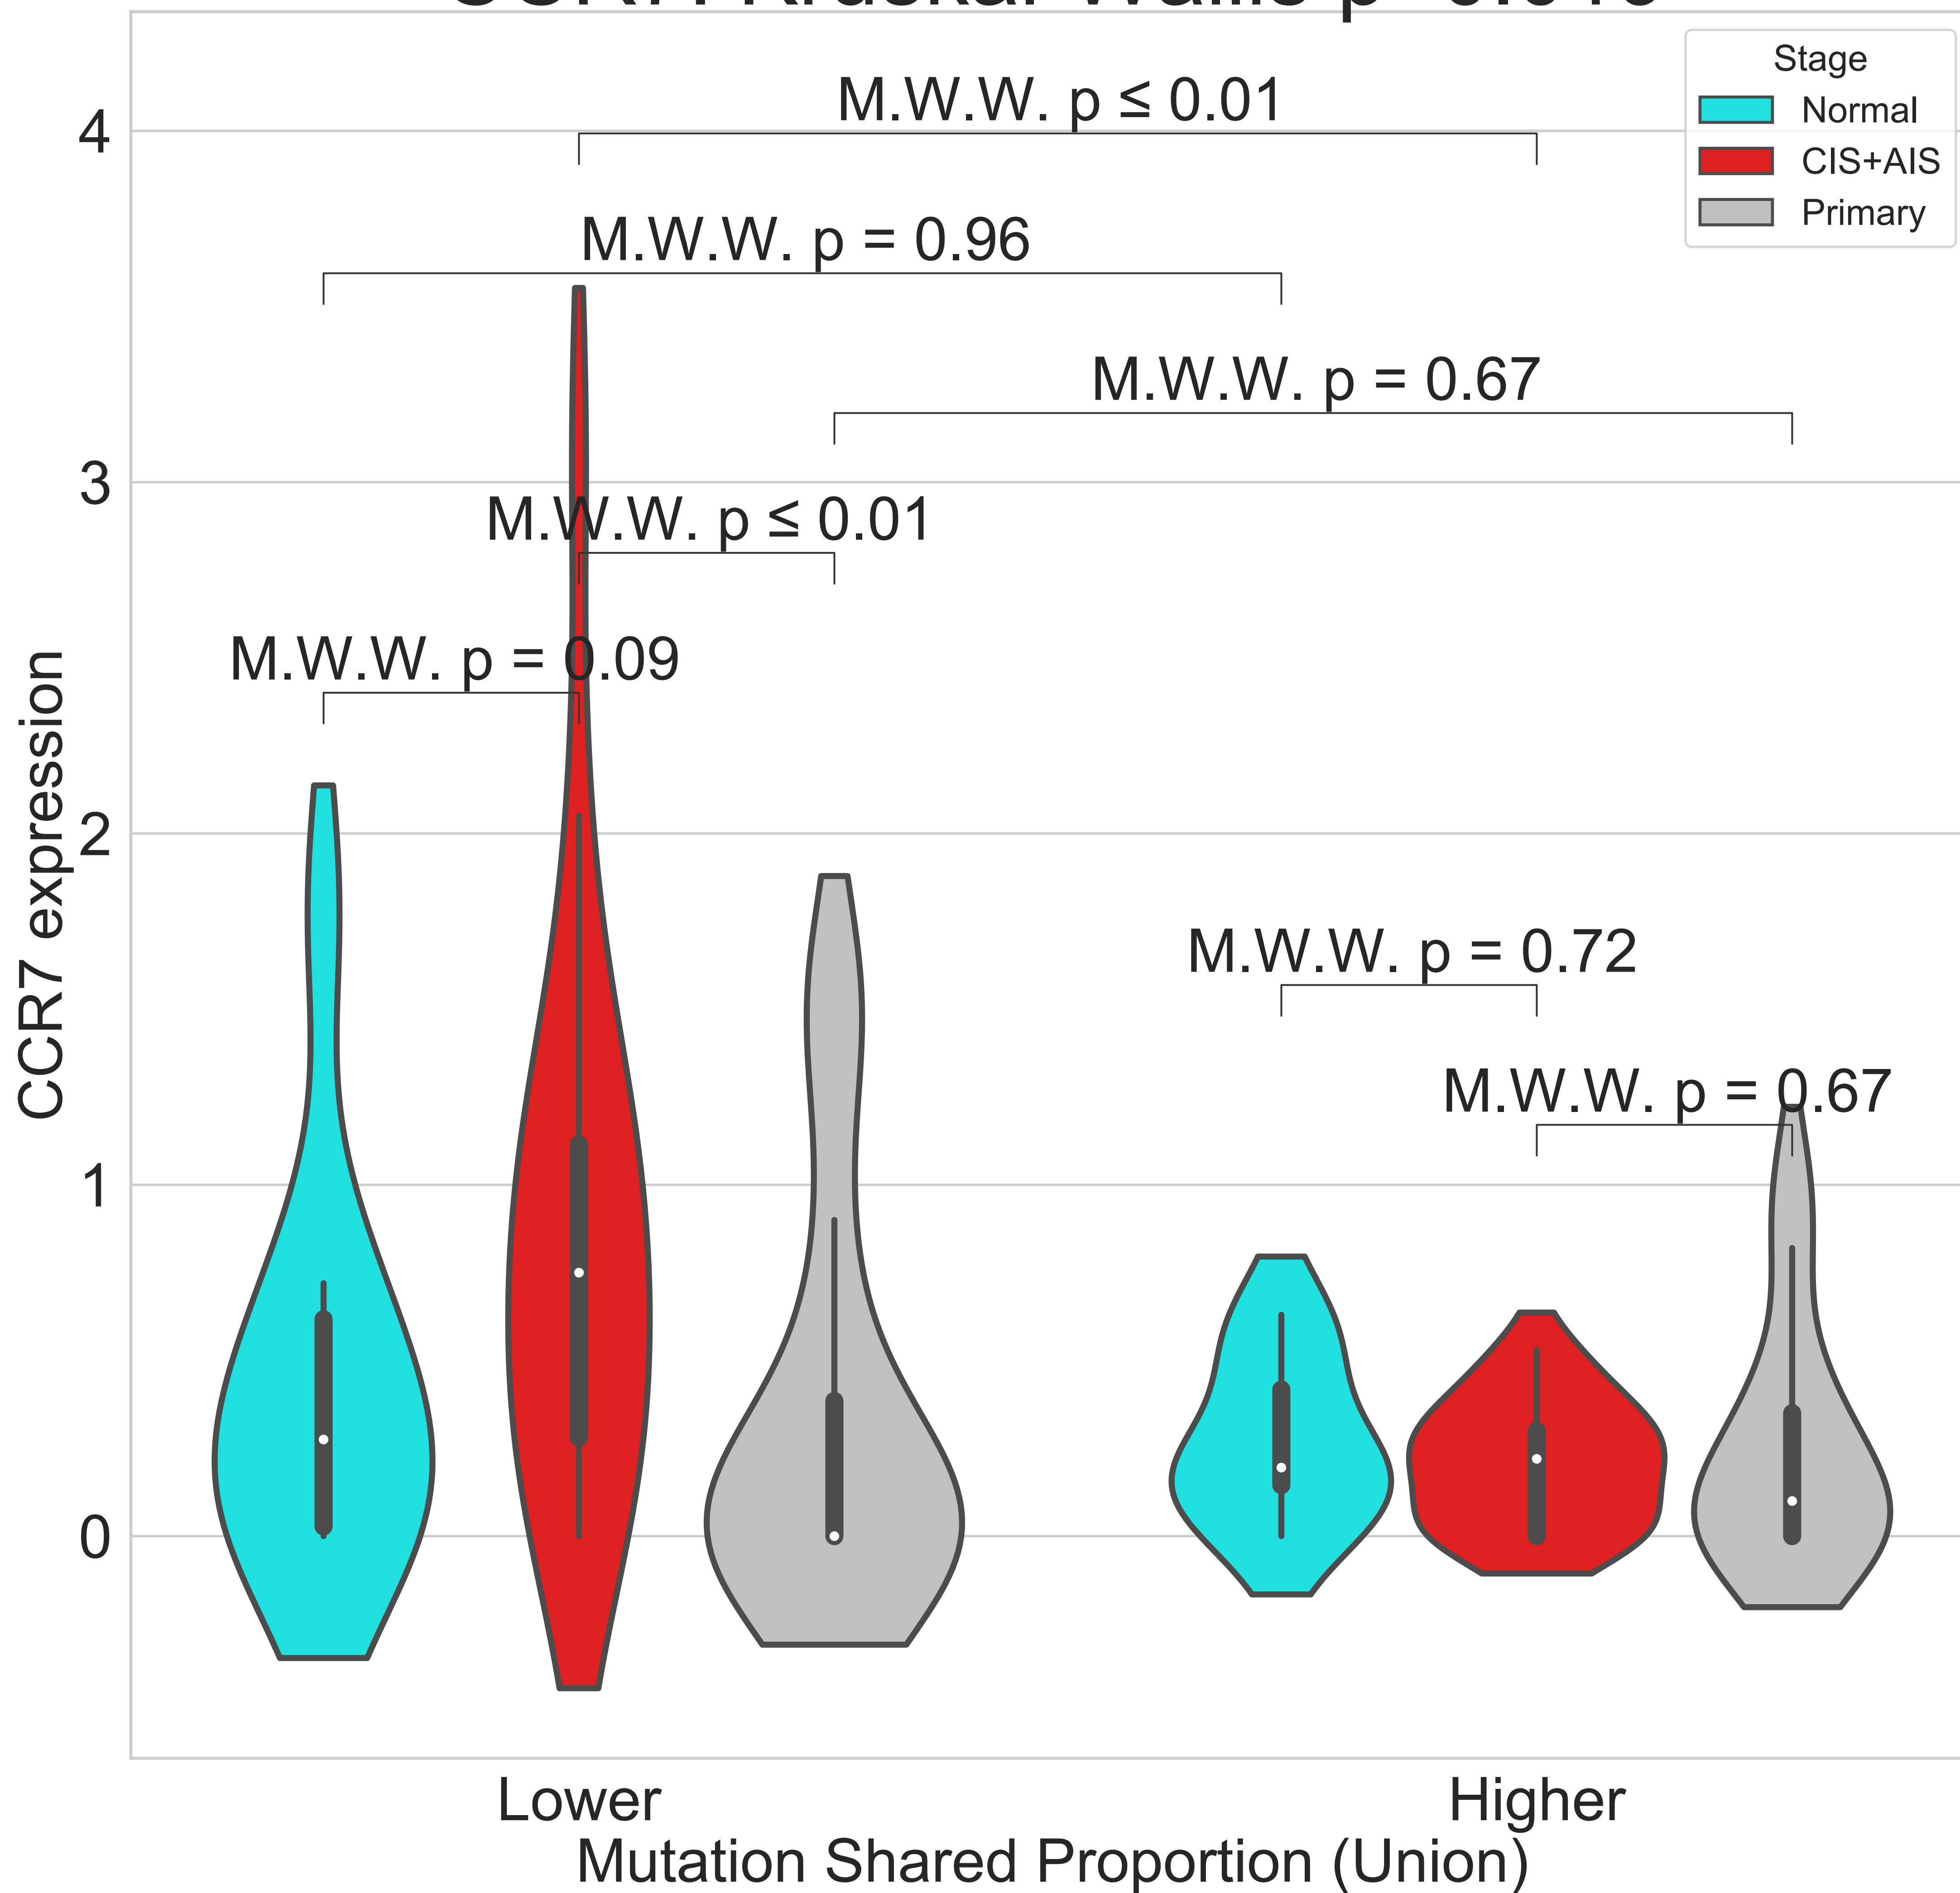 Stage
Normal
CIS+AIS
Primary
M.W.W. p ≤ 0.01
M.W.W. p = 0.96
M.W.W. p = 0.67
M.W.W. p ≤ 0.01
M.W.W. p = 0.09
M.W.W. p = 0.72
M.W.W. p = 0.67
4
3
2
1
0
CCR7 expression
Lower
Higher
Mutation Shared Proportion (Union)